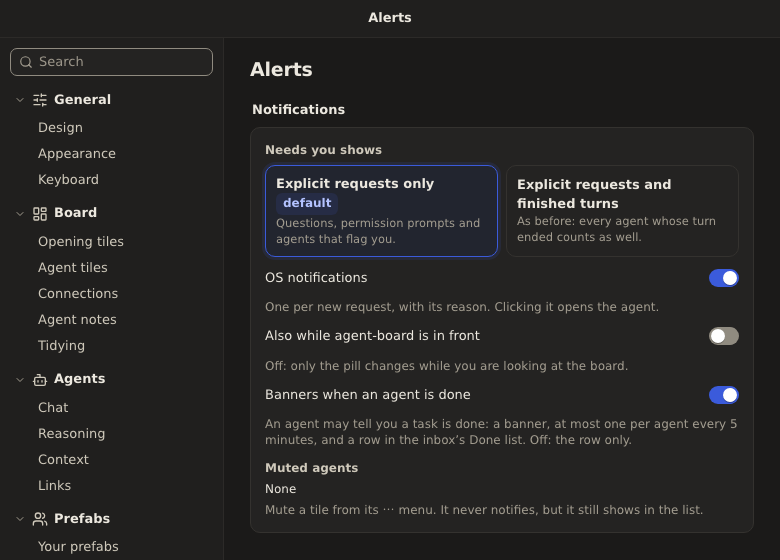 Alerts
Search
General
Design
Appearance
Keyboard
Board
Opening tiles
Agent tiles
Connections
Agent notes
Tidying
Agents
Chat
Reasoning
Context
Links
Prefabs
Your prefabs
Alerts
Notifications
Needs you shows
Explicit requests only
default
Questions, permission prompts and
agents that flag you.
Explicit requests and
finished turns
As before: every agent whose turn
ended counts as well.
OS notifications
One per new request, with its reason. Clicking it opens the agent.
Also while agent-board is in front
Off: only the pill changes while you are looking at the board.
Banners when an agent is done
An agent may tell you a task is done: a banner, at most one per agent every 5
minutes, and a row in the inbox’s Done list. Off: the row only.
Muted agents
None
Mute a tile from its ⋯ menu. It never notifies, but it still shows in the list.